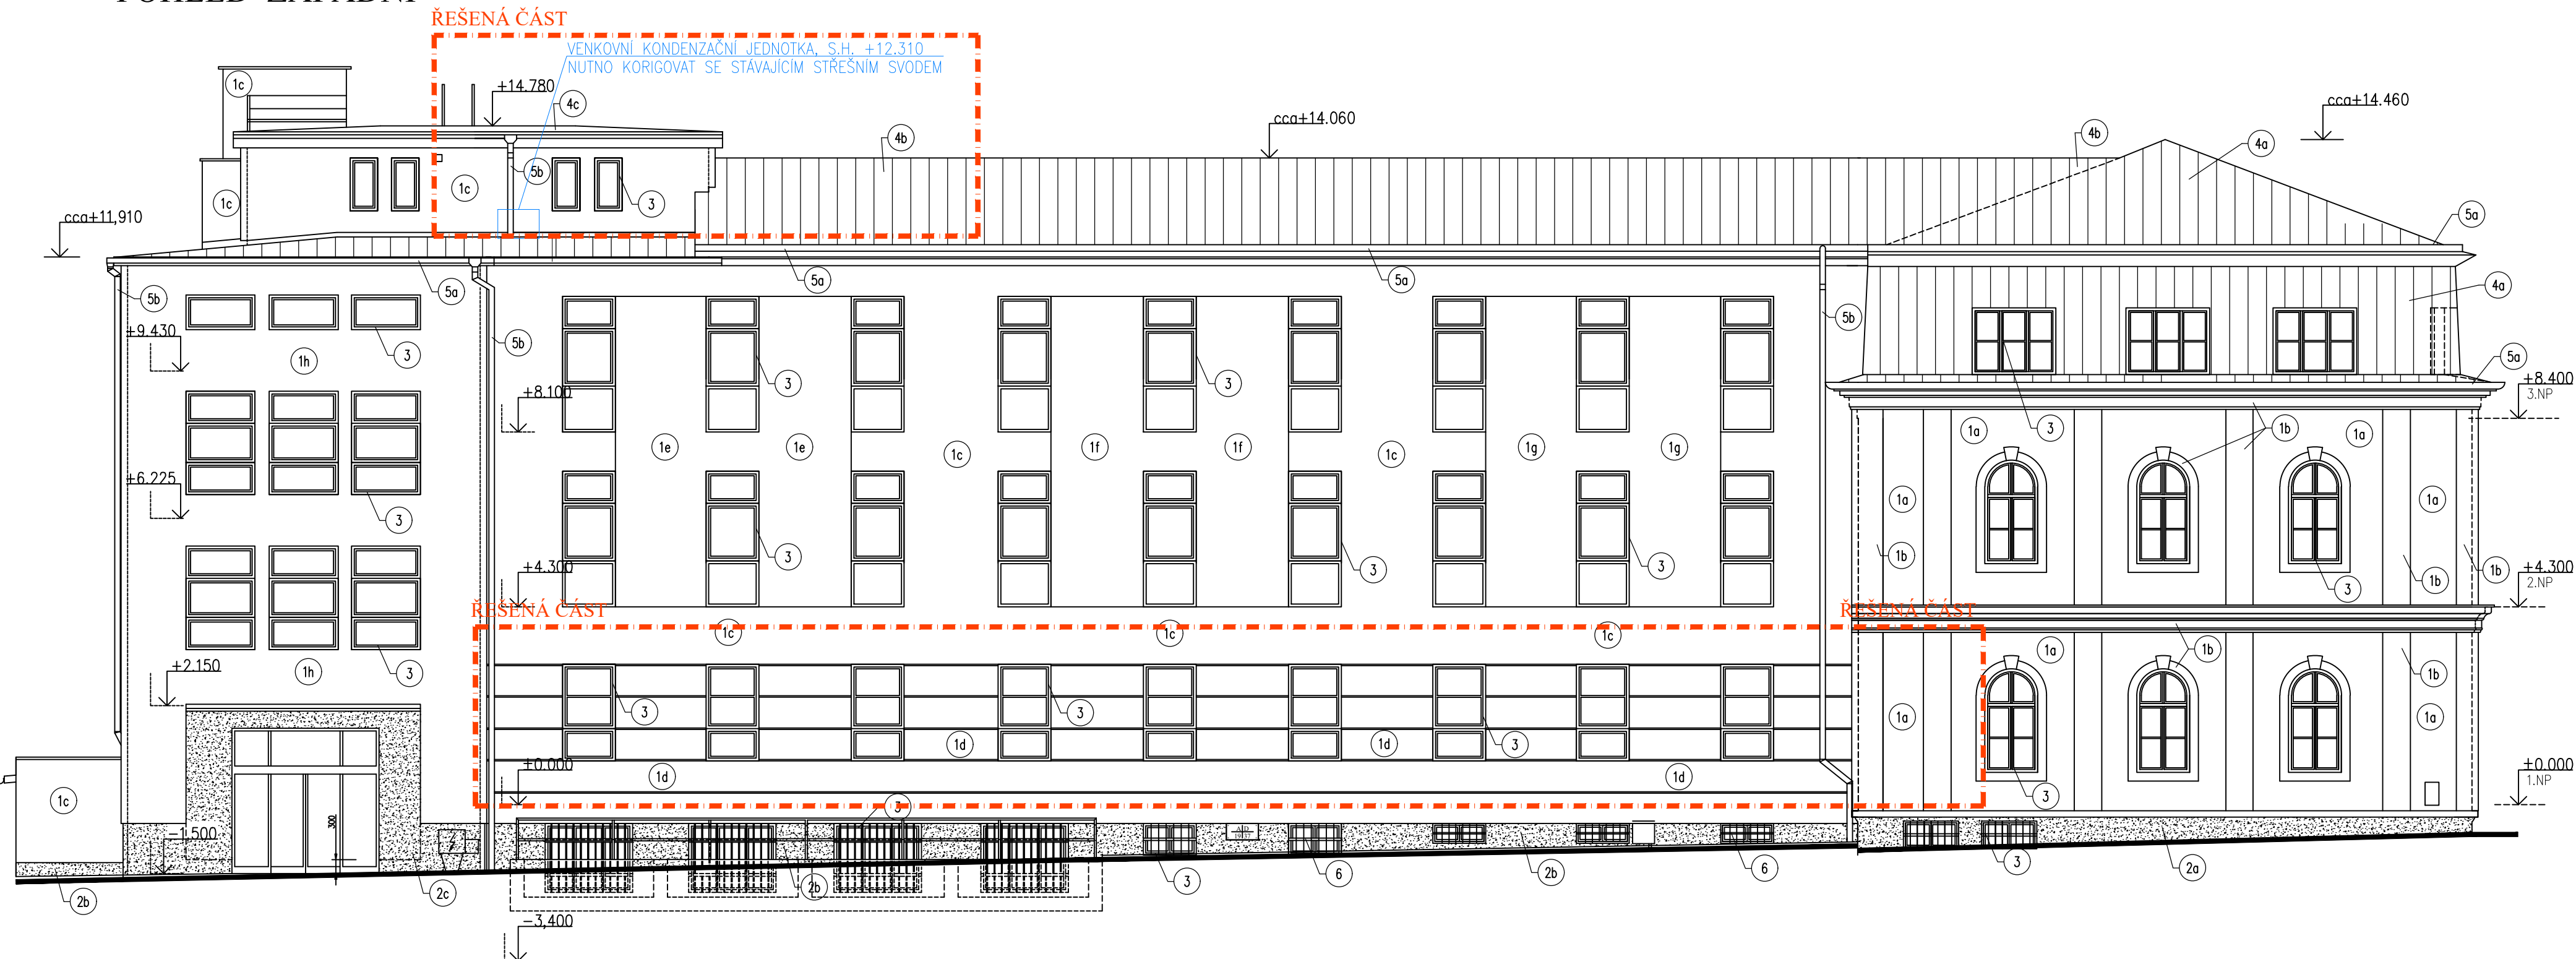 POHLED ZÁPADNÍ
ŘEŠENÁ ČÁST
VENKOVNÍ KONDENZAČNÍ JEDNOTKA, S.H. +12.310
NUTNO KORIGOVAT SE STÁVAJÍCÍM STŘEŠNÍM SVODEM
1c
+14.780
4c
cca+14.060
cca+14.460
4b
4b
4a
5b
1c
3
1c
cca+11,910
5a
5b
5a
5a
5a
4a
+9.430
1h
3
5b
5b
5a
+8.400
3.NP
3
3
+8.100
1e
1e
1c
1f
1f
1c
1g
1g
1a
3
1b
1a
+6.225
3
3
3
3
1a
1a
1b
1b
1b
+4.300
+4.300
2.NP
3
ŘEŠENÁ ČÁST
ŘEŠENÁ ČÁST
1c
1c
1c
1a
1b
1b
+2.150
1h
3
3
3
3
1d
1d
1a
1a
+0.000
1d
1d
+0.000
1.NP
3
1c
3
300
-1,500
A.D.
1937
2b
2c
2b
3
6
2b
6
3
2a
-3,400